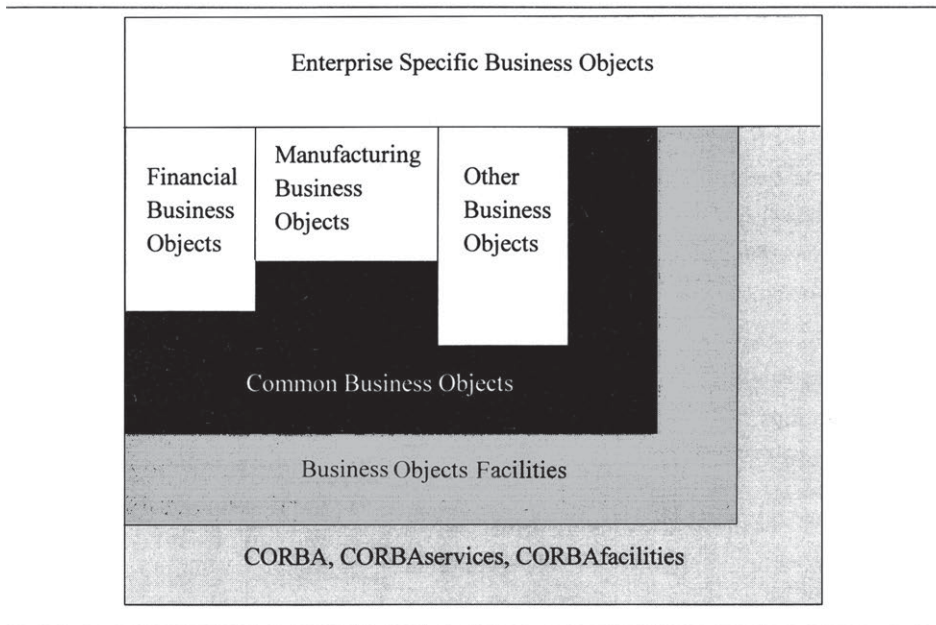 Enterprise Specific Business Objects
Financial
Business
Objects
Manufacturing
Business
Objects
Other
Business
Objects
Common Business Objects
Business Objects Facilities
CORBA, CORBAservices, CORBAfacilities